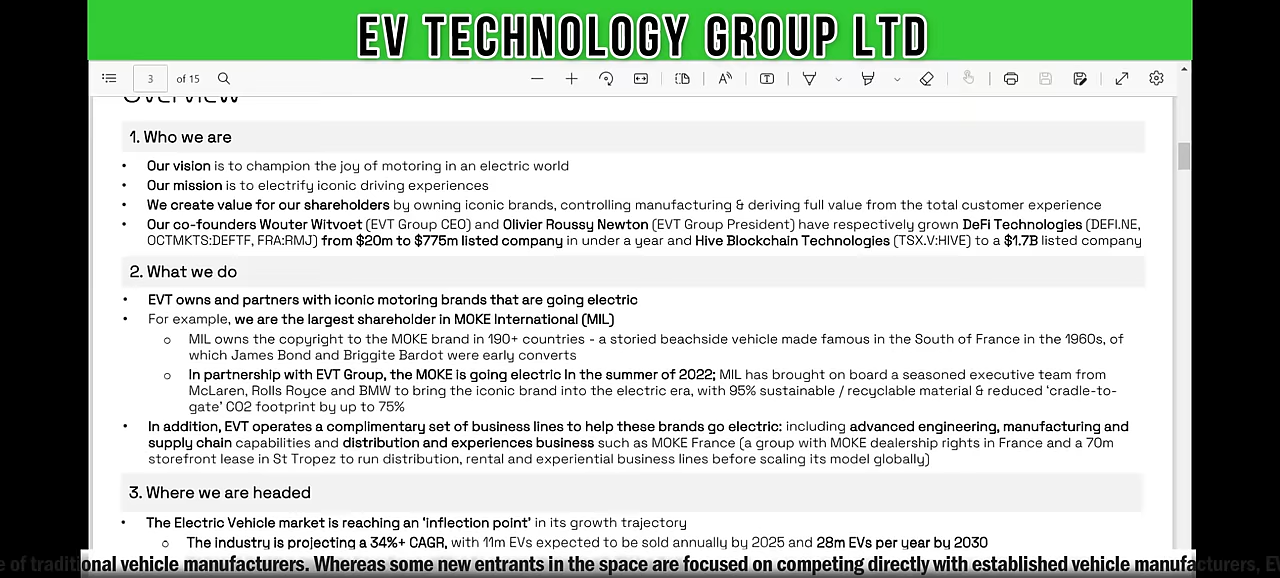 EV TECHNOLOGY GROUP LTD
3 of 15
Overview
1. Who we are
• Our vision is to champion the joy of motoring in an electric world
• Our mission is to electrify iconic driving experiences
• We create value for our shareholders by owning iconic brands, controlling manufacturing & deriving full value from the total customer experience
• Our co-founders Wouter Witvoet (EVT Group CEO) and Olivier Roussy Newton (EVT Group President) have respectively grown DeFi Technologies (DEFI.NE,
OCTMKTS:DEFTF, FRA:RMJ) from $20m to $775m listed company in under a year and Hive Blockchain Technologies (TSX.V:HIVE) to a $1.7B listed company
2. What we do
• EVT owns and partners with iconic motoring brands that are going electric
• For example, we are the largest shareholder in MOKE International (MIL)
o MIL owns the copyright to the MOKE brand in 190+ countries - a storied beachside vehicle made famous in the South of France in the 1960s, of
which James Bond and Briggite Bardot were early converts
o In partnership with EVT Group, the MOKE is going electric in the summer of 2022; MIL has brought on board a seasoned executive team from
McLaren, Rolls Royce and BMW to bring the iconic brand into the electric era, with 95% sustainable / recyclable material & reduced ‘cradle-to-
gate’ CO2 footprint by up to 75%
• In addition, EVT operates a complimentary set of business lines to help these brands go electric: including advanced engineering, manufacturing and
supply chain capabilities and distribution and experiences business such as MOKE France (a group with MOKE dealership rights in France and a 70m
storefront lease in St Tropez to run distribution, rental and experiential business lines before scaling its model globally)
3. Where we are headed
• The Electric Vehicle market is reaching an ‘inflection point’ in its growth trajectory
o The industry is projecting a 34%+ CAGR, with 11m EVs expected to be sold annually by 2025 and 28m EVs per year by 2030
e of traditional vehicle manufacturers. Whereas some new entrants in the space are focused on competing directly with established vehicle manufacturers, E